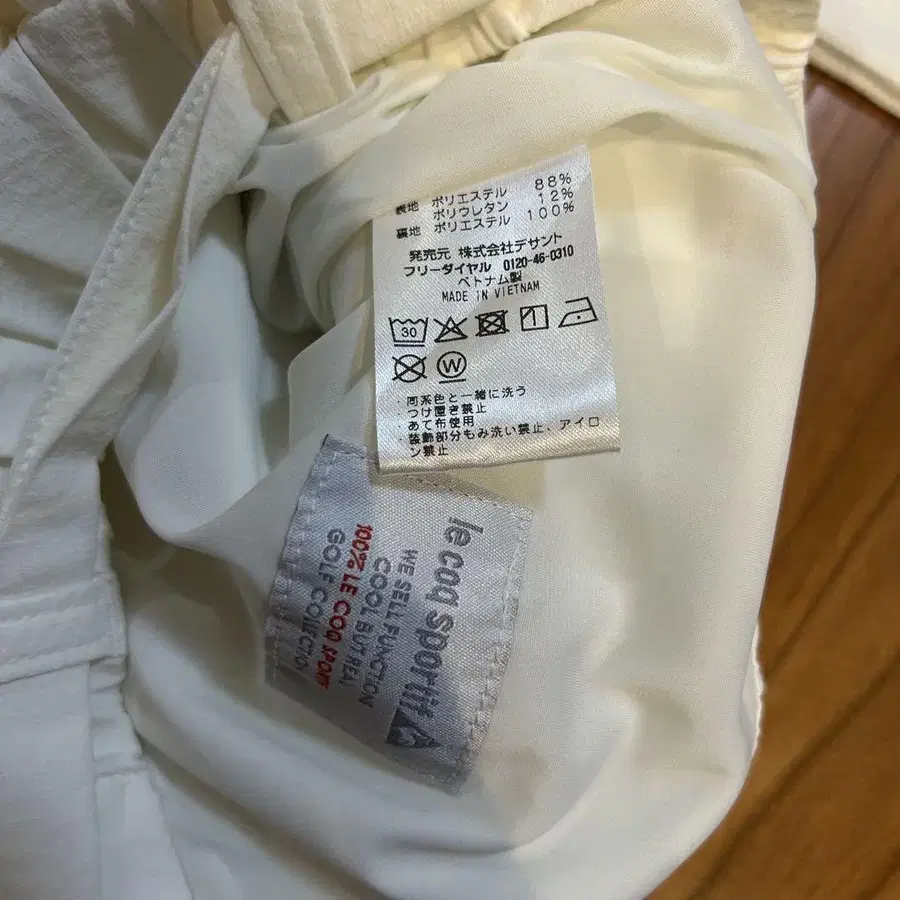 表地 ポリエステル 88%
ポリウレタン 12%
裏地 ポリエステル 100%
発売元 株式会社デサント
フリーダイヤル 0120-46-0310
ベトナム製
MADE IN VIETNAM
30
W
・同系色と一緒に洗う
・つけ置き禁止
・あて布使用
・装飾部分もみ洗い禁止、アイロ
ン禁止
le coq sportif
WE SELL FUNCTION
COOL BUT REAL
100% LE COQ SPORT
GOLF COLLECTION